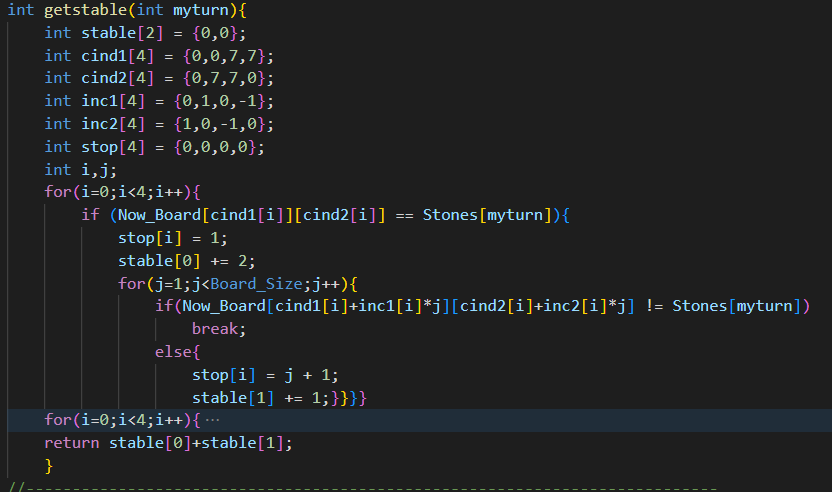 int getstable(int myturn){
    int stable[2] = {0,0};
    int cind1[4] = {0,0,7,7};
    int cind2[4] = {0,7,7,0};
    int inc1[4] = {0,1,0,-1};
    int inc2[4] = {1,0,-1,0};
    int stop[4] = {0,0,0,0};
    int i,j;
    for(i=0;i<4;i++){
        if (Now_Board[cind1[i]][cind2[i]] == Stones[myturn]){
            stop[i] = 1;
            stable[0] += 2;
            for(j=1;j<Board_Size;j++){
                if(Now_Board[cind1[i]+inc1[i]*j][cind2[i]+inc2[i]*j] != Stones[myturn])
                    break;
                else{
                    stop[i] = j + 1;
                    stable[1] += 1;}}}}
    for(i=0;i<4;i++){ ···
    return stable[0]+stable[1];
    }
//---------------------------------------------------------------------------